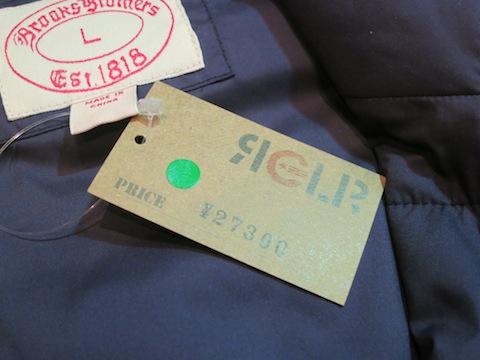 Brooks Brothers
L
Est. 1818
MADE IN
CHINA
PRICE ¥27300